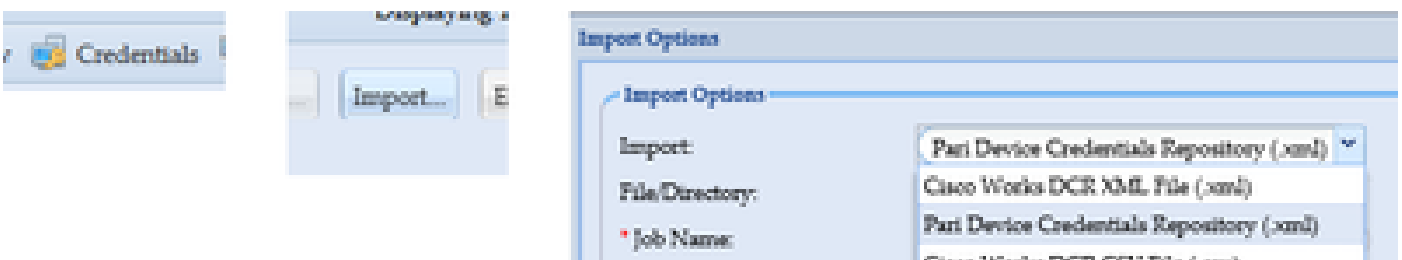 Credentials
Displaying
Import...
Import Options
Import Options
Import:
Pari Device Credentials Repository (.xml)
File/Directory:
Cisco Works DCR XML File (.xml)
Pari Device Credentials Repository (.xml)
* Job Name: